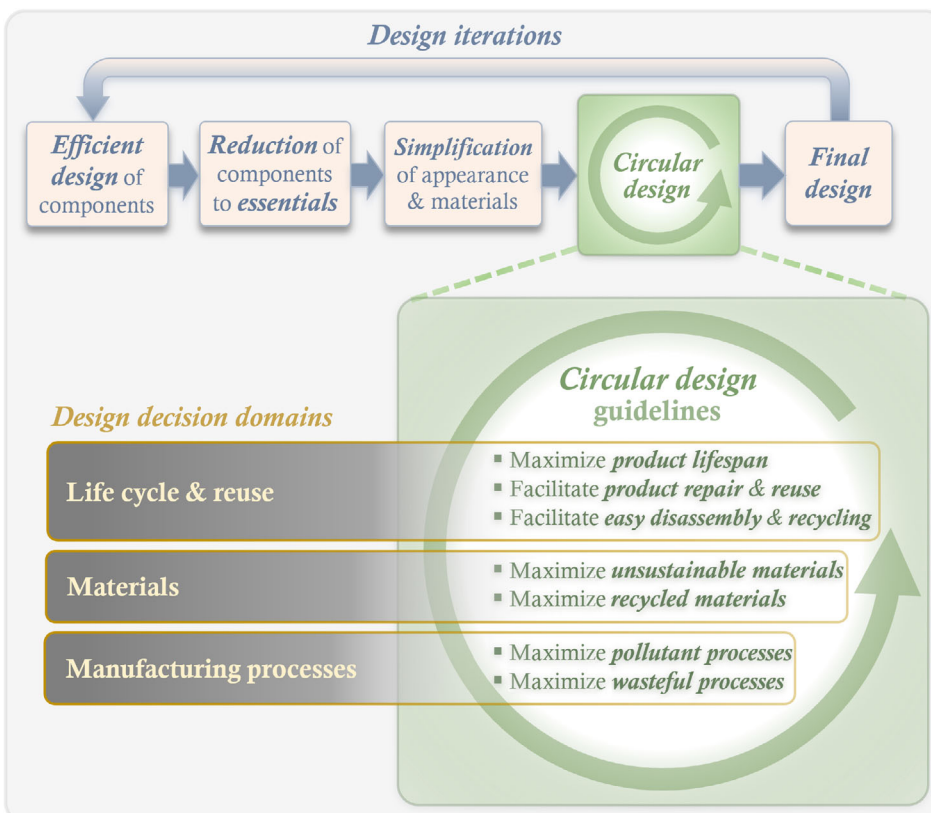 Design iterations
Efficient
design of
components
Reduction of
components
to essentials
Simplification
of appearance
& materials
Circular
design
Final
design
Circular design
guidelines
Design decision domains
Life cycle & reuse
▪ Maximize product lifespan
▪ Facilitate product repair & reuse
▪ Facilitate easy disassembly & recycling
Materials
▪ Maximize unsustainable materials
▪ Maximize recycled materials
Manufacturing processes
▪ Maximize pollutant processes
▪ Maximize wasteful processes